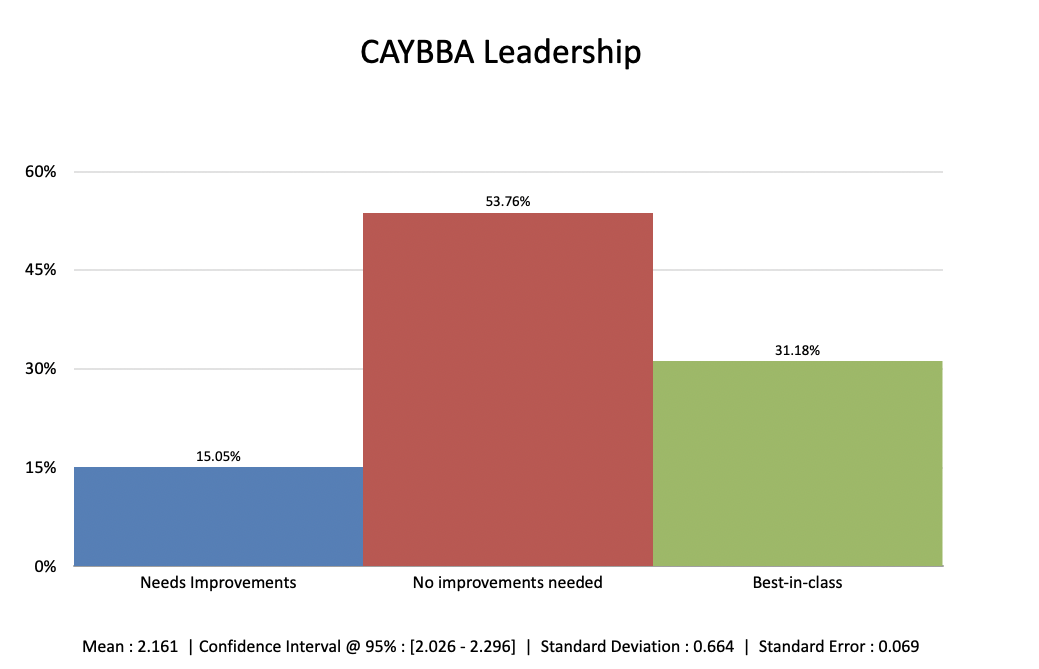 CAYBBA Leadership
60%
53.76%
45%
31.18%
30%
15.05%
15%
0%
Needs Improvements No improvements needed Best-in-class
Mean : 2.161 | Confidence Interval @ 95% : [2.026 - 2.296] | Standard Deviation : 0.664 | Standard Error : 0.069